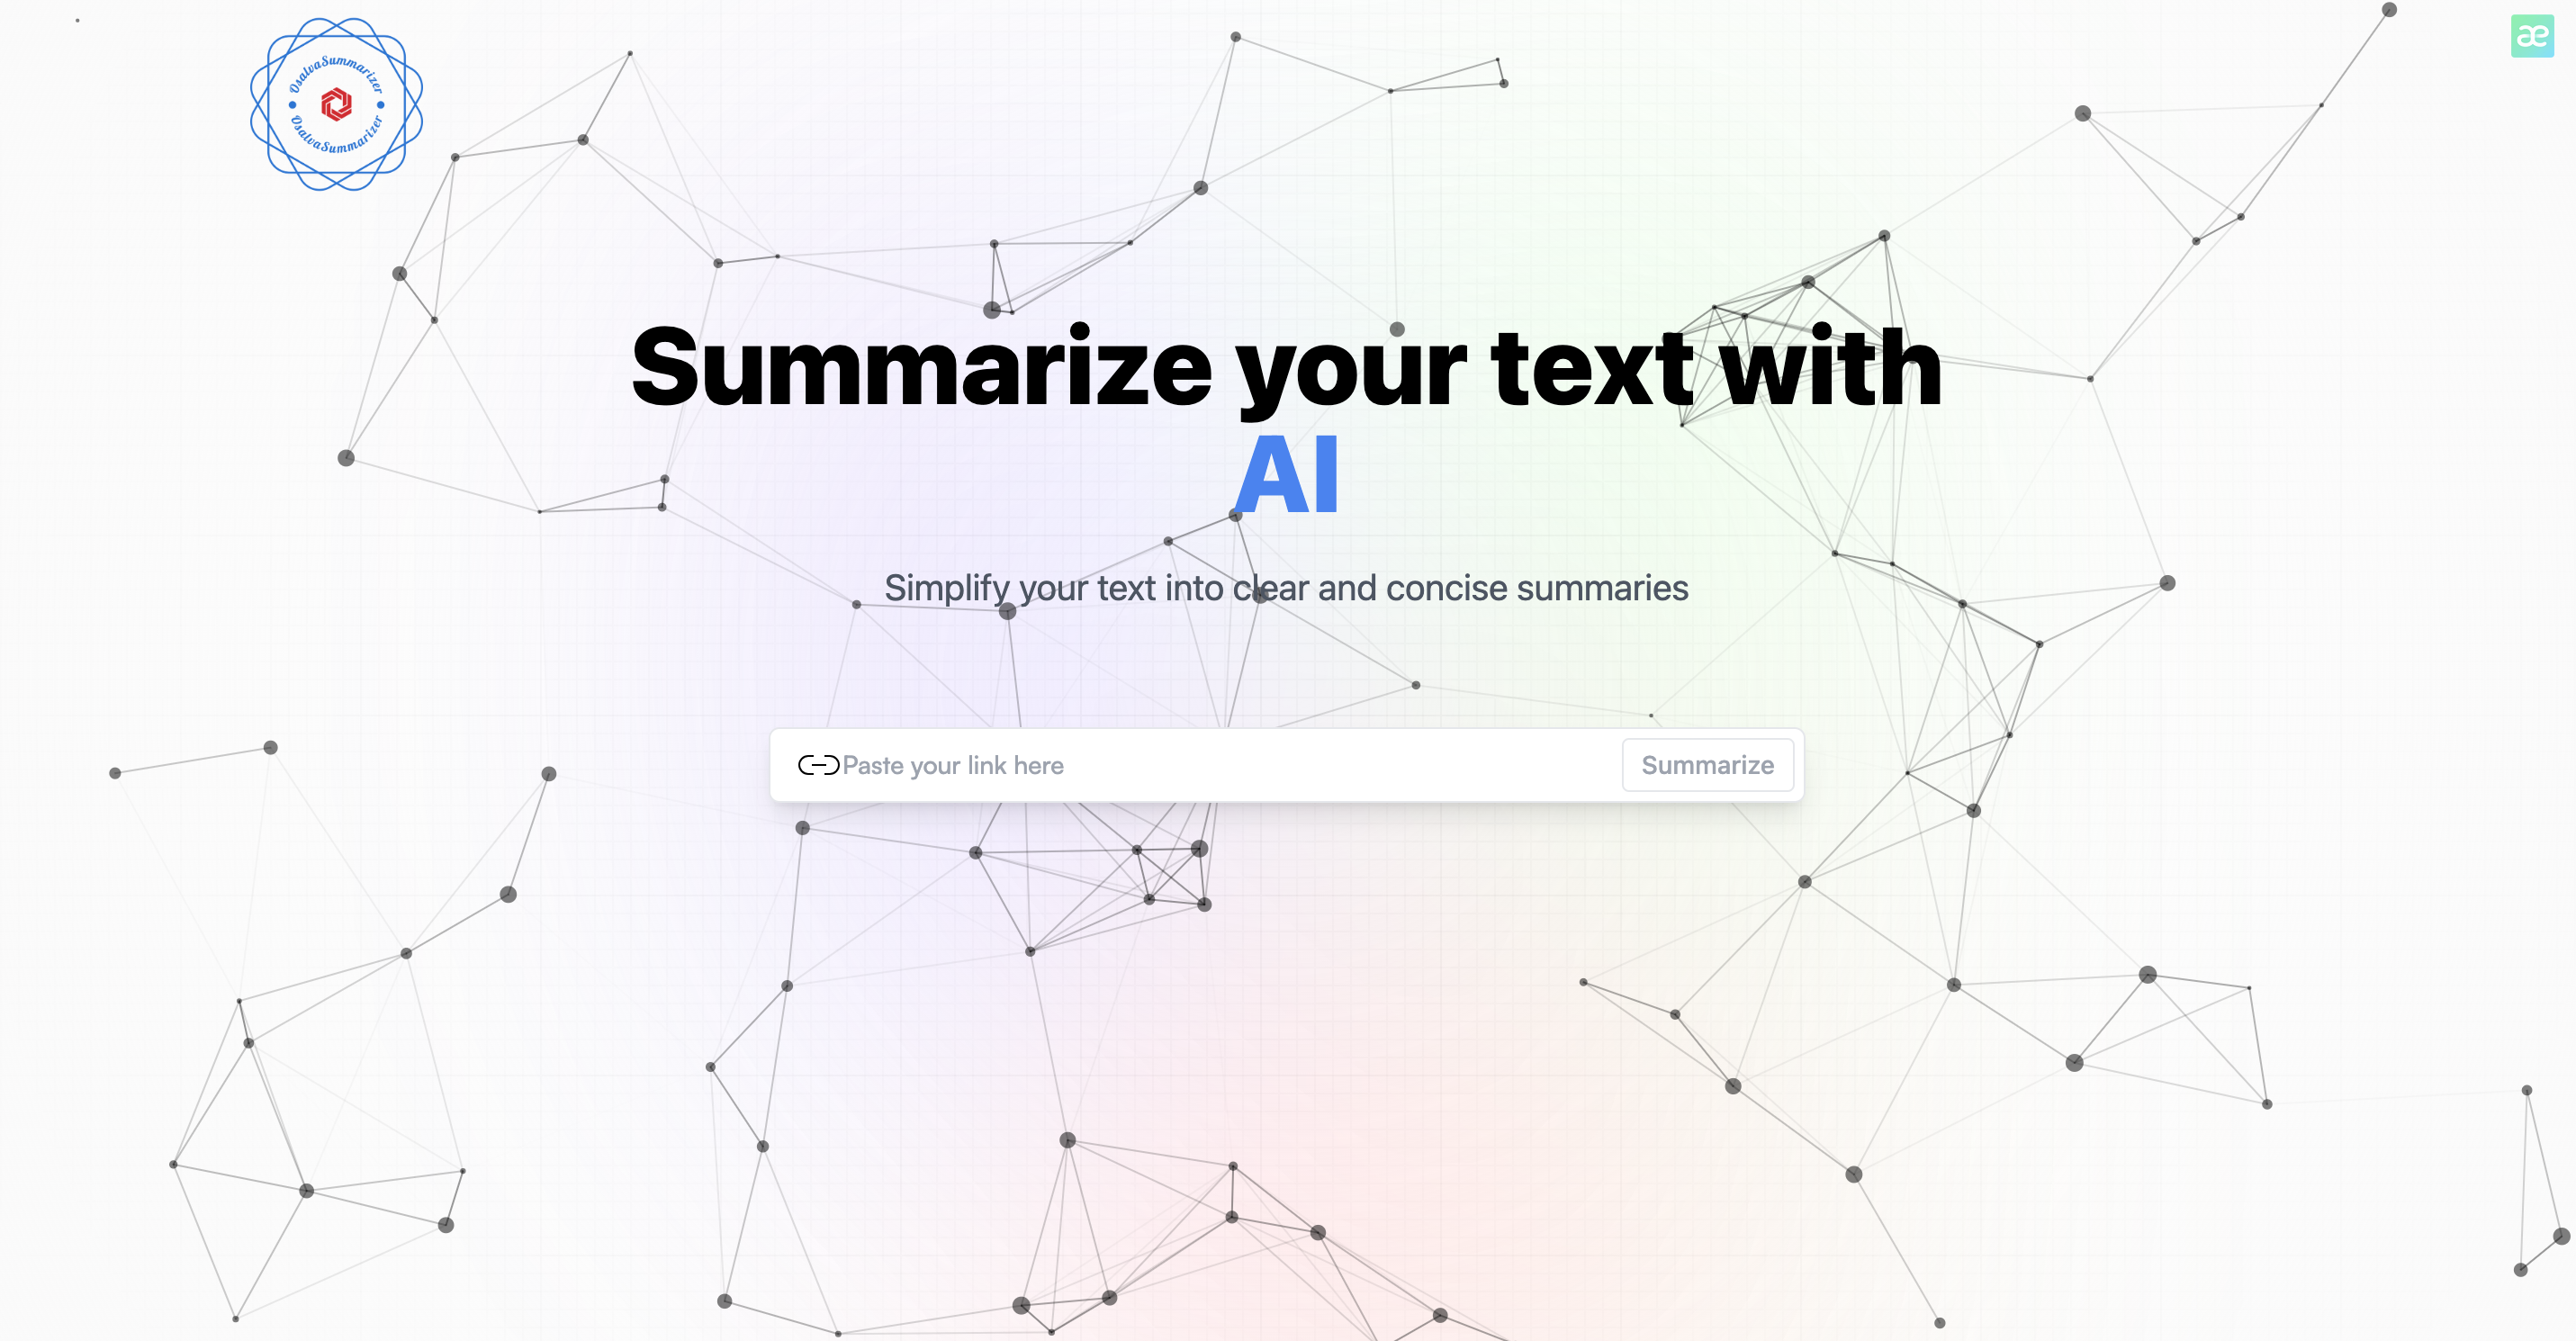 OsalvaSummarizer
OsalvaSummarizer
æ
Summarize your text with
AI
Simplify your text into clear and concise summaries
Paste your link here
Summarize